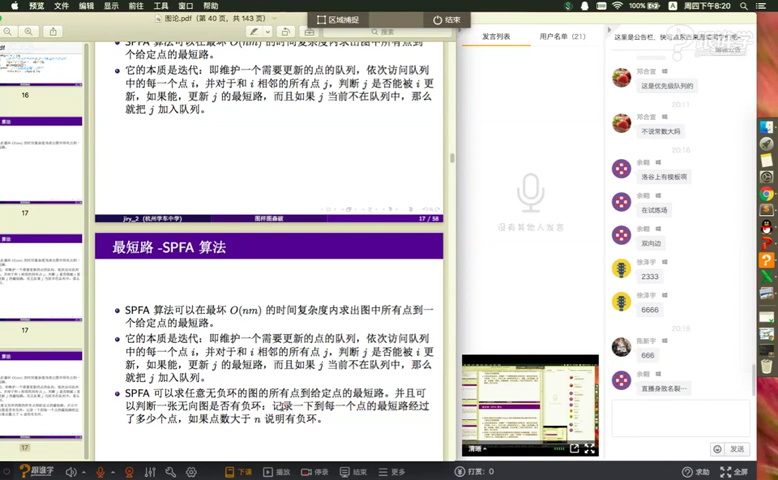 预览 文件 编辑 显示 前往 工具 窗口 帮助
100%
周四下午8:20
图论.pdf（第 40 页，共 143 页）
区域捕捉
结束
搜索
SPFA 算法可以在最坏 O(nm) 的时间复杂度内求出图中所有点到
一个给定点的最短路。
它的本质是迭代：即维护一个需要更新的点的队列，依次访问队列
中的每一个点 i，并对于和 i 相邻的所有点 j，判断 j 是否能被 i 更
新，如果能，更新 j 的最短路，而且如果 j 当前不在队列中，那么
就把 j 加入队列。
jiry_2 (杭州学军中学)
图样图森破
17 / 58
最短路 -SPFA 算法
SPFA 算法可以在最坏 O(nm) 的时间复杂度内求出图中所有点到一
个给定点的最短路。
它的本质是迭代：即维护一个需要更新的点的队列，依次访问队列
中的每一个点 i，并对于和 i 相邻的所有点 j，判断 j 是否能被 i 更
新，如果能，更新 j 的最短路，而且如果 j 当前不在队列中，那么
就把 j 加入队列。
SPFA 可以求任意无负环的图的所有点到给定点的最短路。并且可
以判断一张无向图是否有负环：记录一下到每一个点的最短路经过
了多少个点，如果点数大于 n 说明有负环。
16
17
17
17
发言列表
用户名单（21）
没有其他人发言
清晰
跟谁学
这是优先级队列的
20:11
不说常数大吗
20:16
洛谷上有模板呗
在试炼场
双向边
2333
6666
20:19
666
直播身败名裂…
发送
跟谁学
下课
播放
停录
结束
更多
打赏：0
求助
全屏